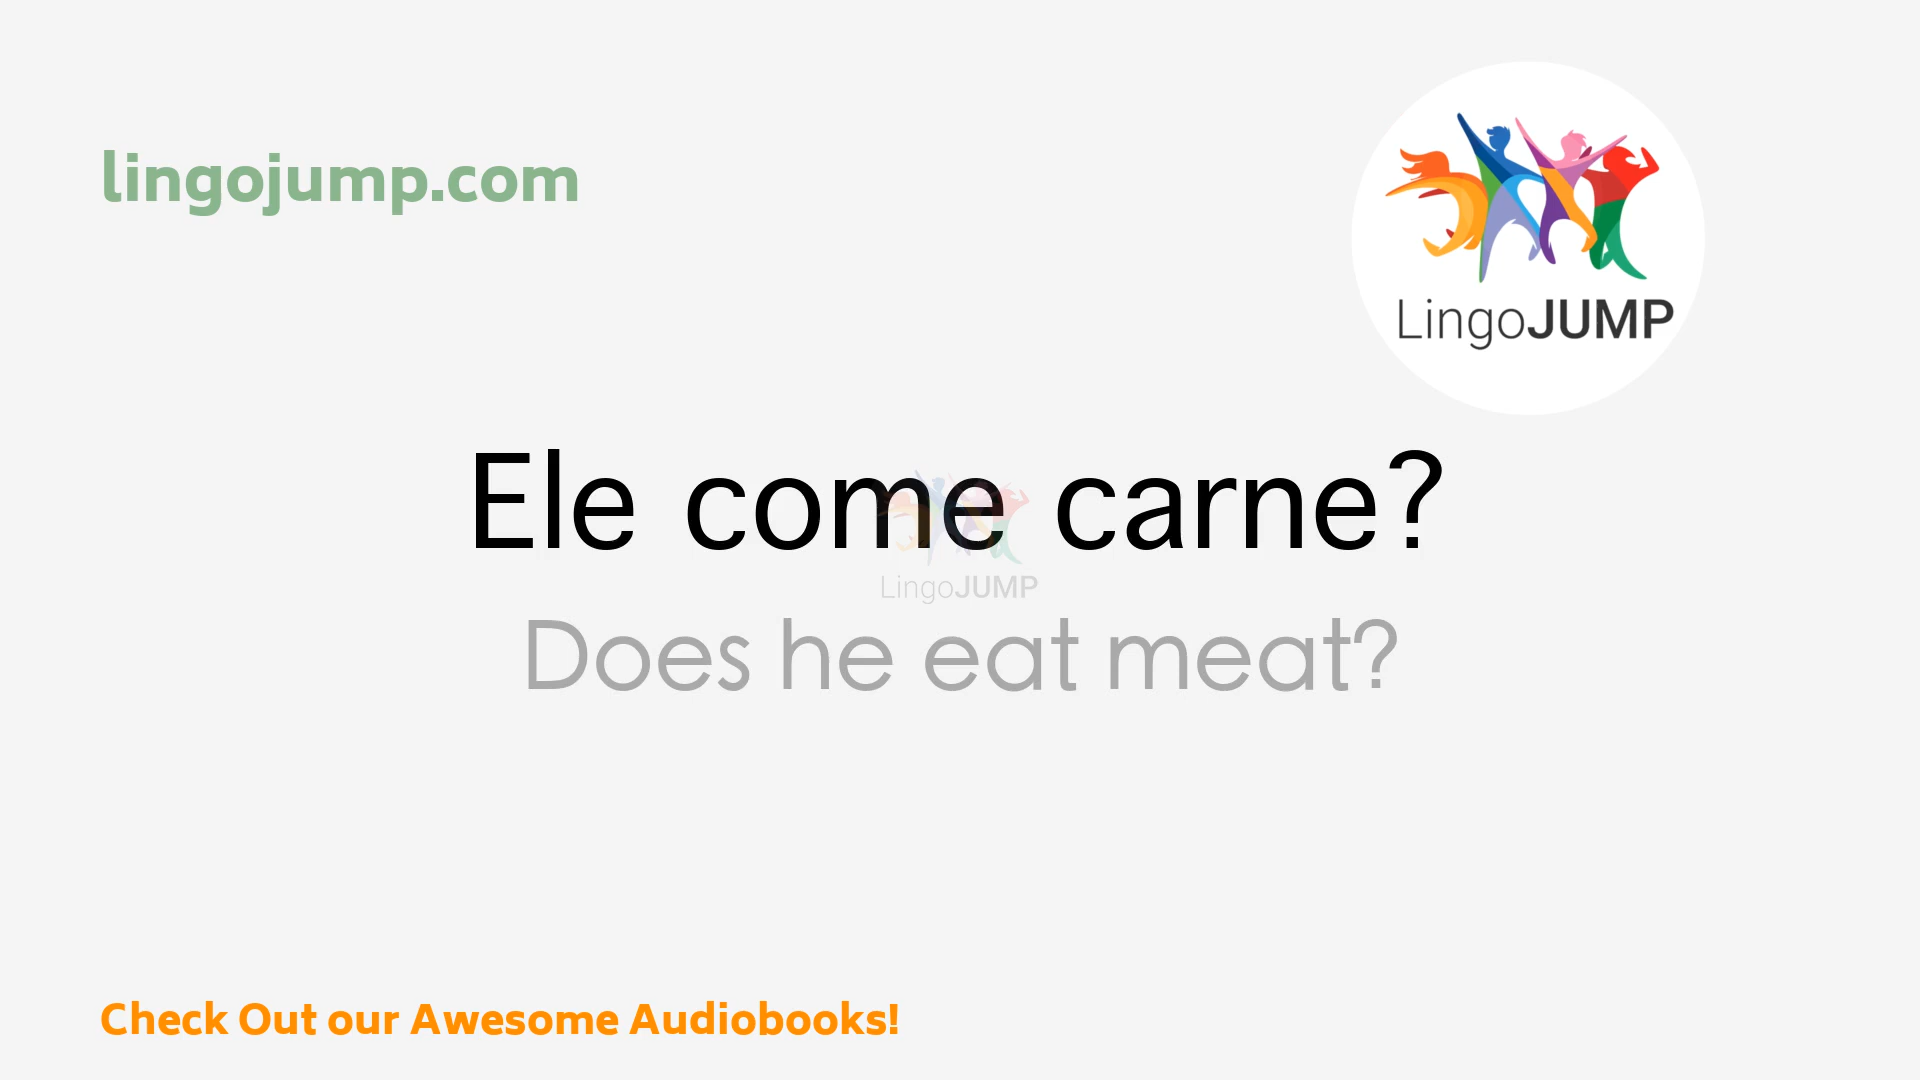 lingojump.com
LingoJUMP
Ele come carne?
LingoJUMP
Does he eat meat?
Check Out our Awesome Audiobooks!